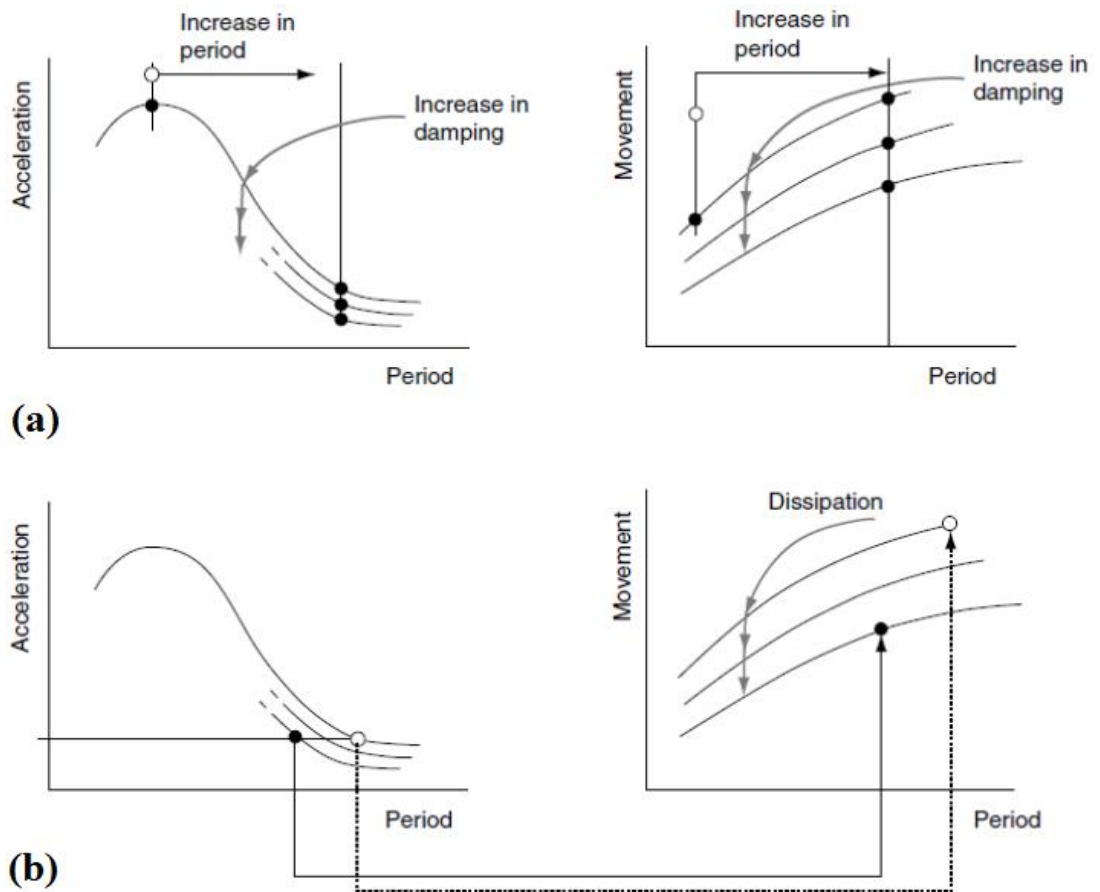 Increase in
period
Acceleration
Increase in
damping
Period
Increase in
period
Movement
Increase in
damping
Period
(a)
Acceleration
Period
Dissipation
Movement
Period
(b)